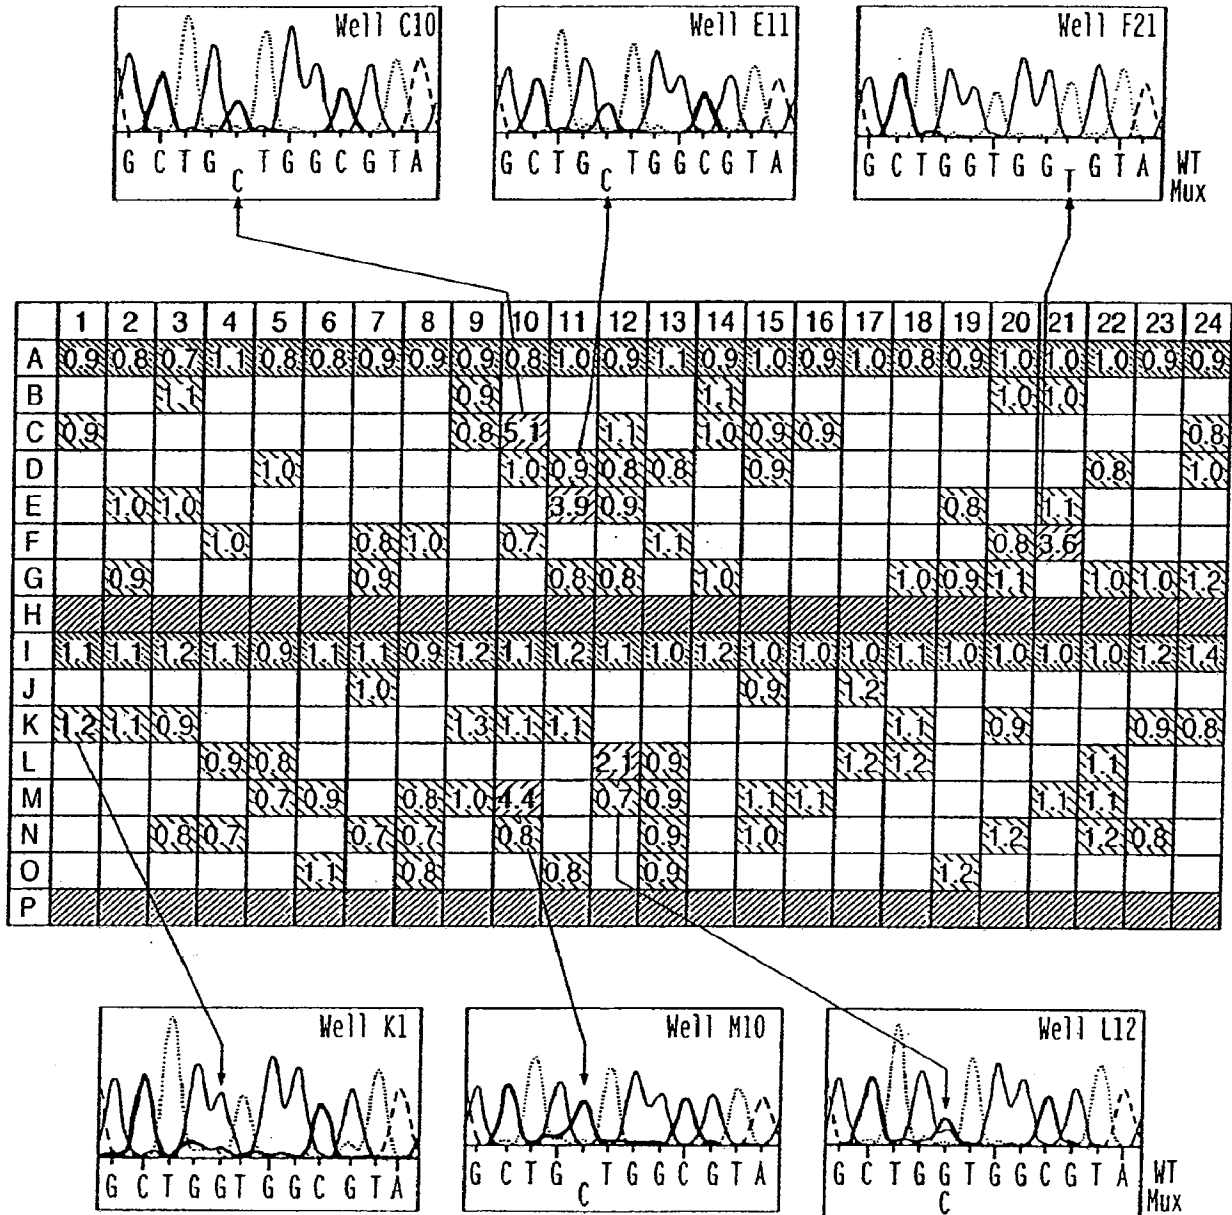 Well C10
G C T G T G G C G T A
C
Well E11
G C T G T G G C G T A
C
Well F21
G C T G G T G G G T A
T
WT
Mux
1 2 3 4 5 6 7 8 9 10 11 12 13 14 15 16 17 18 19 20 21 22 23 24
A 0.9 0.8 0.7 1.1 0.8 0.8 0.9 0.9 0.9 0.8 1.0 0.9 1.1 0.9 1.0 0.9 1.0 0.8 0.9 1.0 1.0 1.0 0.9 0.9
B 1.1 0.9 1.1 1.0 1.0
C 0.9 0.8 5.1 1.1 1.0 0.9 0.9 0.8
D 1.0 1.0 0.9 0.8 0.8 0.9 0.8 1.0
E 1.0 1.0 3.9 0.9 0.8 1.1
F 1.0 0.8 1.0 0.7 1.1 0.8 3.6
G 0.9 0.9 0.8 0.8 1.0 1.0 0.9 1.1 1.0 1.0 1.2
H
I 1.1 1.1 1.2 1.1 0.9 1.1 1.1 0.9 1.2 1.1 1.2 1.1 1.0 1.2 1.0 1.0 1.0 1.1 1.0 1.0 1.0 1.0 1.2 1.4
J 1.0 0.9 1.2
K 1.2 1.1 0.9 1.3 1.1 1.1 1.1 0.9 0.9 0.8
L 0.9 0.8 2.1 0.9 1.2 1.2 1.1
M 0.7 0.9 0.8 1.0 4.4 0.7 0.9 1.1 1.1 1.1 1.1
N 0.8 0.7 0.7 0.7 0.8 0.9 1.0 1.2 1.2 0.8
O 1.1 0.8 0.8 0.9 1.2
P
Well K1
G C T G G T G G C G T A
Well M10
G C T G T G G C G T A
C
Well L12
G C T G G T G G C G T A
C
WT
Mux